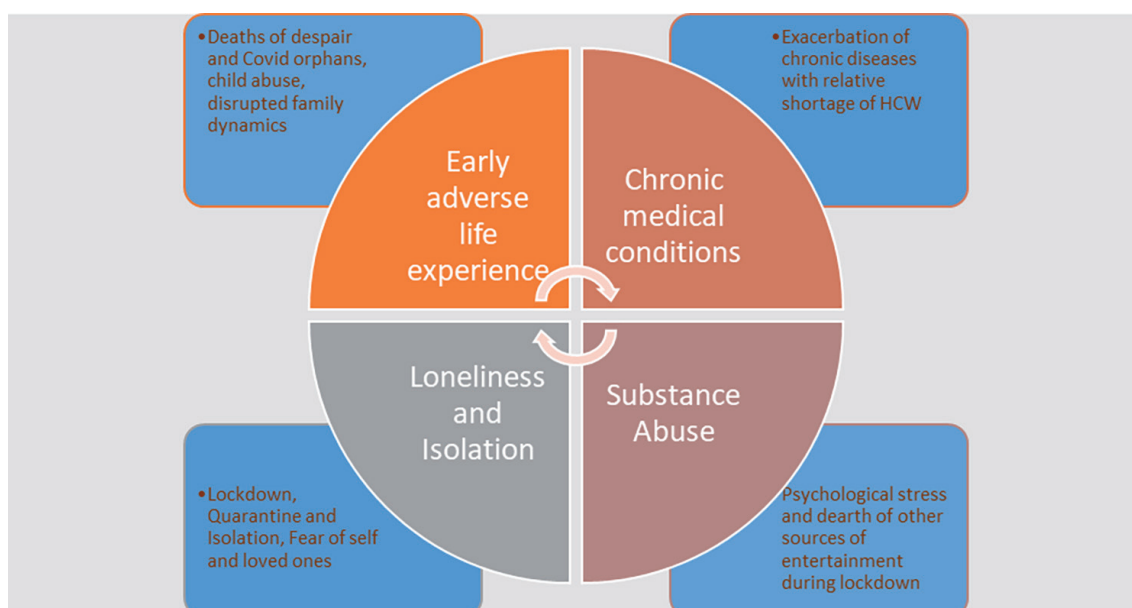 •Deaths of despair
and Covid orphans,
child abuse,
disrupted family
dynamics
•Exacerbation of
chronic diseases
with relative
shortage of HCW
Early
adverse
life
experience
Chronic
medical
conditions
Loneliness
and
Isolation
Substance
Abuse
•Lockdown,
Quarantine and
Isolation, Fear of self
and loved ones
Psychological stress
and dearth of other
sources of
entertainment
during lockdown